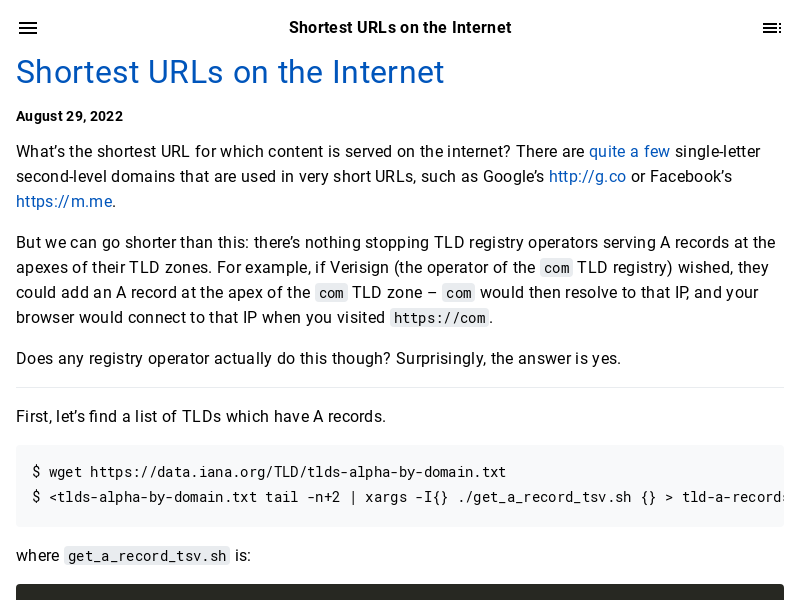 Shortest URLs on the Internet
Shortest URLs on the Internet
August 29, 2022
What’s the shortest URL for which content is served on the internet? There are quite a few single-letter
second-level domains that are used in very short URLs, such as Google’s http://g.co or Facebook’s
https://m.me.
But we can go shorter than this: there’s nothing stopping TLD registry operators serving A records at the
apexes of their TLD zones. For example, if Verisign (the operator of the com TLD registry) wished, they
could add an A record at the apex of the com TLD zone – com would then resolve to that IP, and your
browser would connect to that IP when you visited https://com.
Does any registry operator actually do this though? Surprisingly, the answer is yes.
First, let’s find a list of TLDs which have A records.
$ wget https://data.iana.org/TLD/tlds-alpha-by-domain.txt
$ <tlds-alpha-by-domain.txt tail -n+2 | xargs -I{} ./get_a_record_tsv.sh {} > tld-a-records
where get_a_record_tsv.sh is: